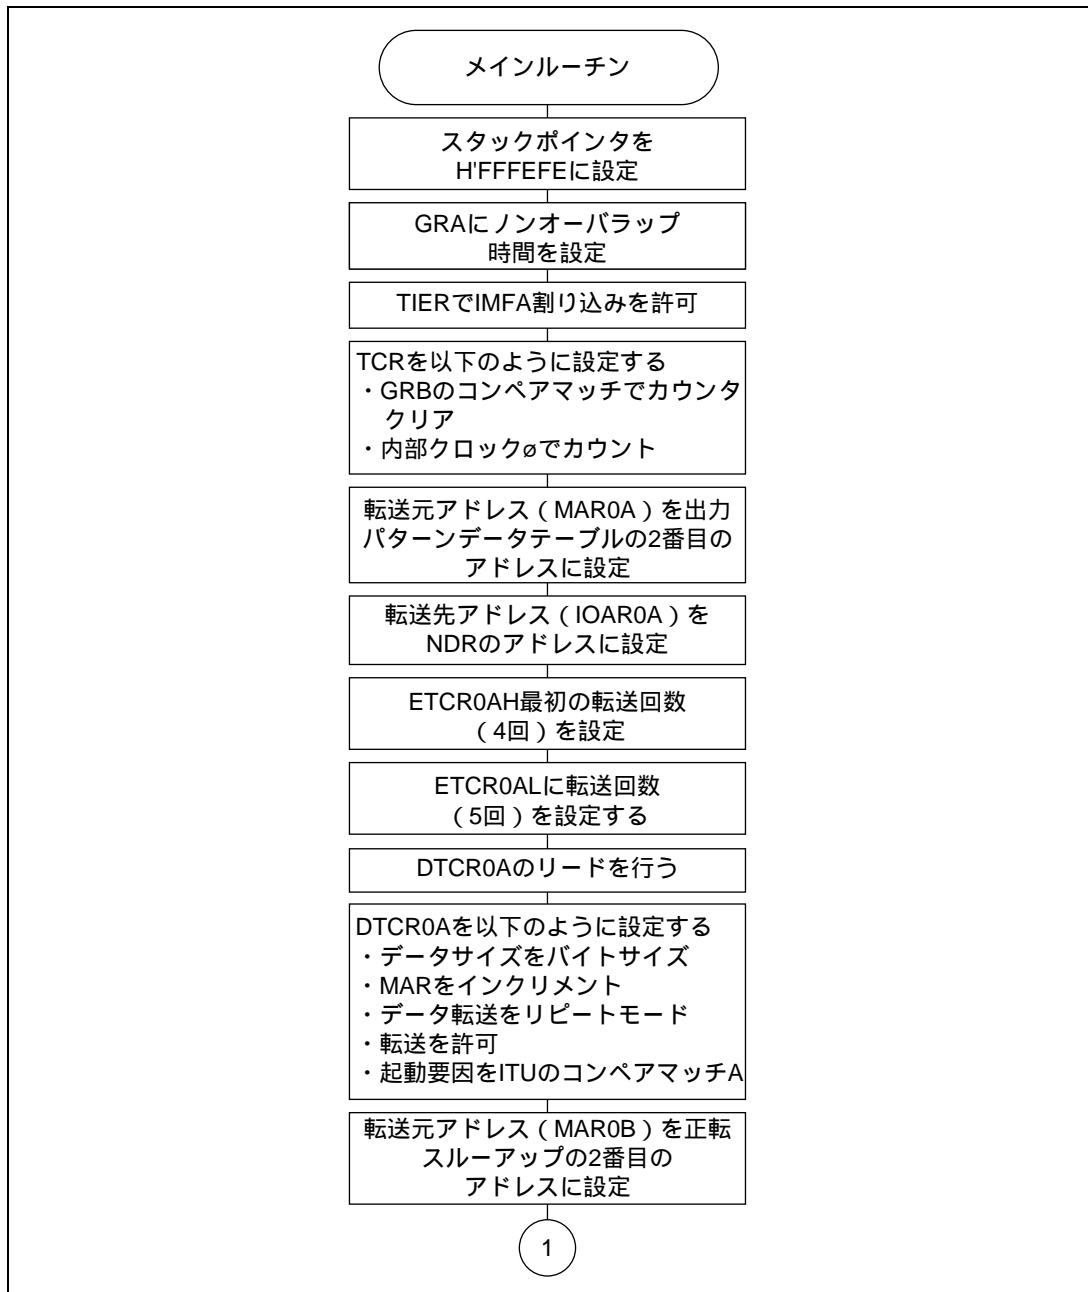 メインルーチン
スタックポインタを
H'FFFEFEに設定
GRAにノンオーバラップ
時間を設定
TIERでIMFA割り込みを許可
TCRを以下のように設定する
・GRBのコンペアマッチでカウンタ
クリア
・内部クロックøでカウント
転送元アドレス（MAR0A）を出力
パターンデータテーブルの2番目の
アドレスに設定
転送先アドレス（IOAR0A）を
NDRのアドレスに設定
ETCR0AH最初の転送回数
（4回）を設定
ETCR0ALに転送回数
（5回）を設定する
DTCR0Aのリードを行う
DTCR0Aを以下のように設定する
・データサイズをバイトサイズ
・MARをインクリメント
・データ転送をリピートモード
・転送を許可
・起動要因をITUのコンペアマッチA
転送元アドレス（MAR0B）を正転
スルーアップの2番目の
アドレスに設定
1